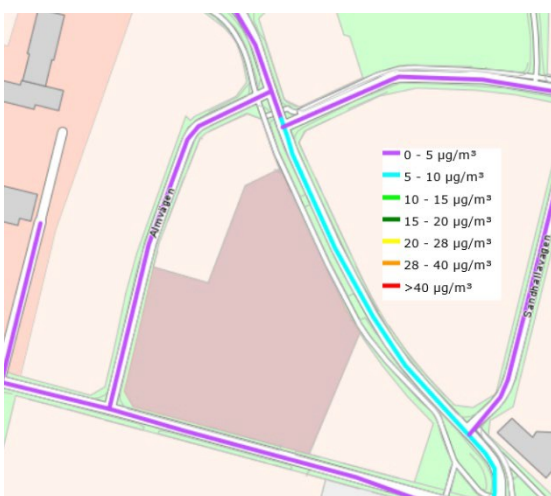 0 - 5 µg/m³
5 - 10 µg/m³
10 - 15 µg/m³
15 - 20 µg/m³
20 - 28 µg/m³
28 - 40 µg/m³
>40 µg/m³
Almvägen
Sandhallavägen